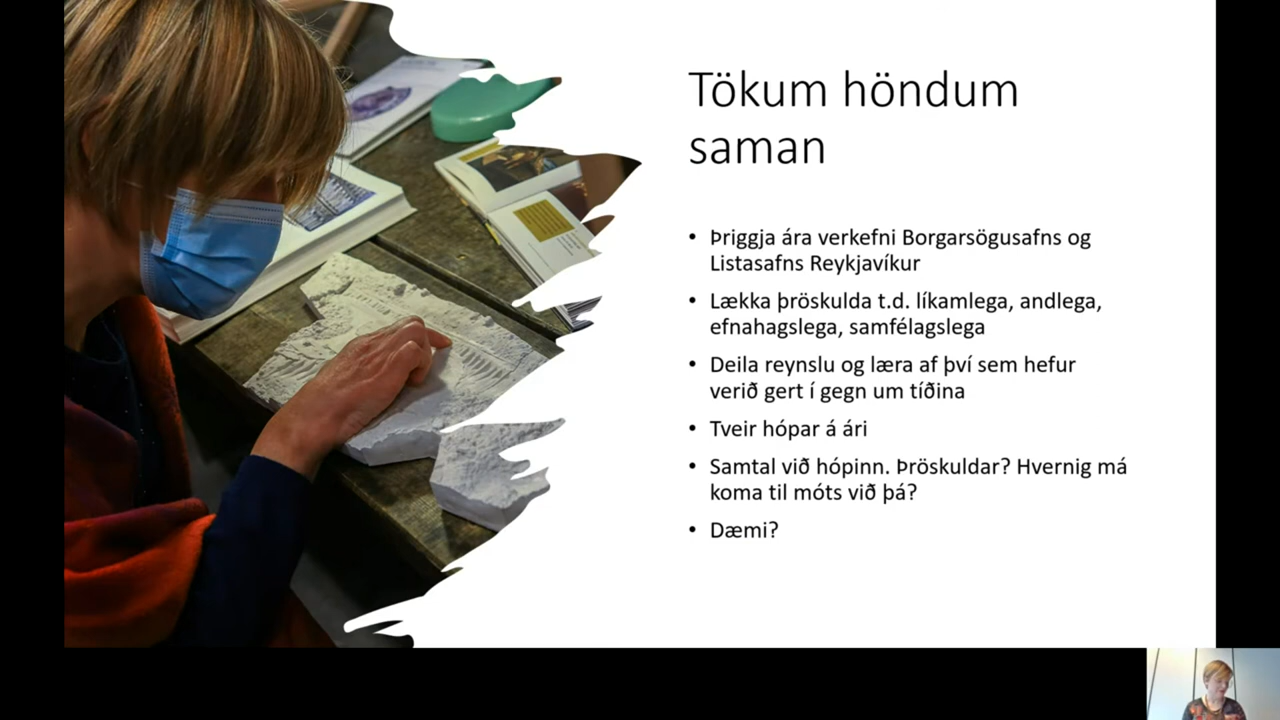 Tökum höndum
saman
• Þriggja ára verkefni Borgarsögusafns og
Listasafns Reykjavíkur
• Lækka þröskulda t.d. líkamlega, andlega,
efnahagslega, samfélagslega
• Deila reynslu og læra af því sem hefur
verið gert í gegn um tíðina
• Tveir hópar á ári
• Samtal við hópinn. Þröskuldar? Hvernig má
koma til móts við þá?
• Dæmi?